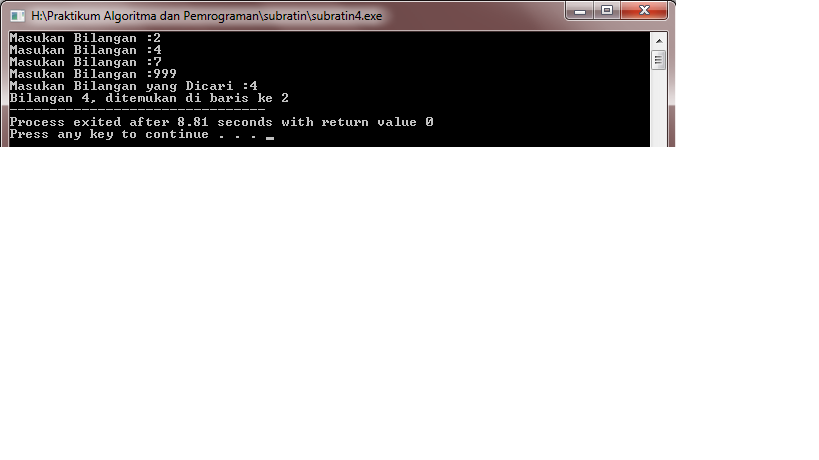 H:\Praktikum Algoritma dan Pemrograman\subratin\subratin4.exe
Masukan Bilangan :2
Masukan Bilangan :4
Masukan Bilangan :7
Masukan Bilangan :999
Masukan Bilangan yang Dicari :4
Bilangan 4, ditemukan di baris ke 2
--------------------------------
Process exited after 8.81 seconds with return value 0
Press any key to continue . . . _